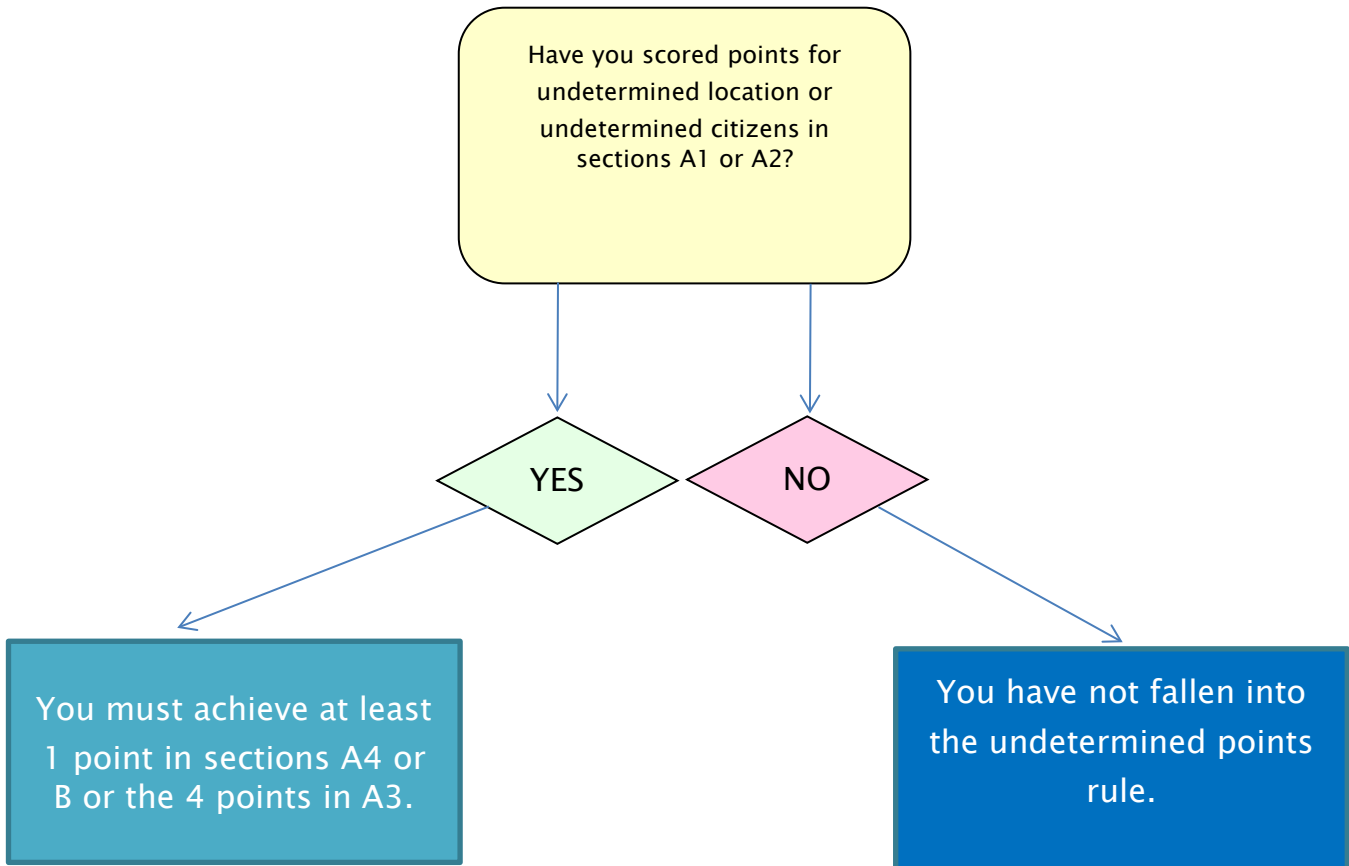 Have you scored points for
undetermined location or
undetermined citizens in
sections A1 or A2?
YES
NO
You must achieve at least
1 point in sections A4 or
B or the 4 points in A3.
You have not fallen into
the undetermined points
rule.